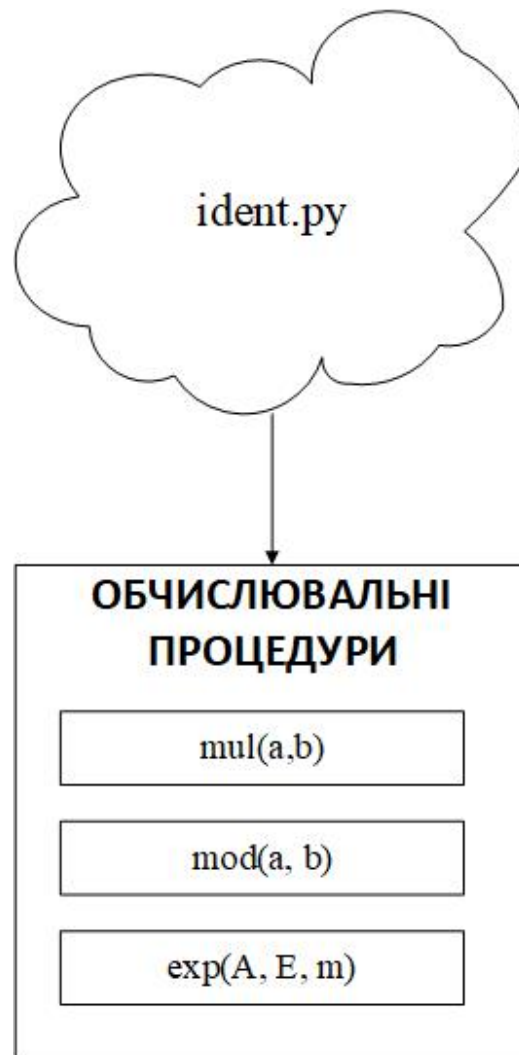 ident.py
ОБЧИСЛЮВАЛЬНІ
ПРОЦЕДУРИ
mul(a,b)
mod(a, b)
exp(A, E, m)